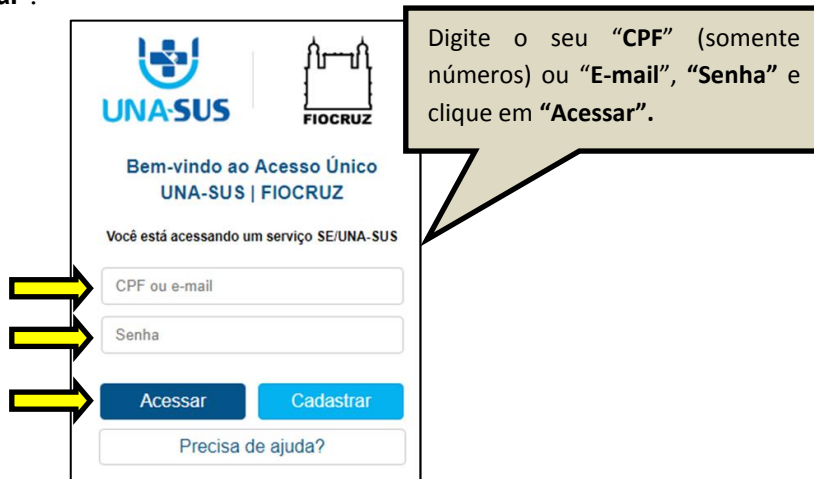 ar".
Digite o seu “CPF” (somente
números) ou “E-mail”, “Senha” e
clique em “Acessar”.
UNA-SUS
FIOCRUZ
Bem-vindo ao Acesso Único
UNA-SUS | FIOCRUZ
Você está acessando um serviço SE/UNA-SUS
CPF ou e-mail
Senha
Acessar
Cadastrar
Precisa de ajuda?